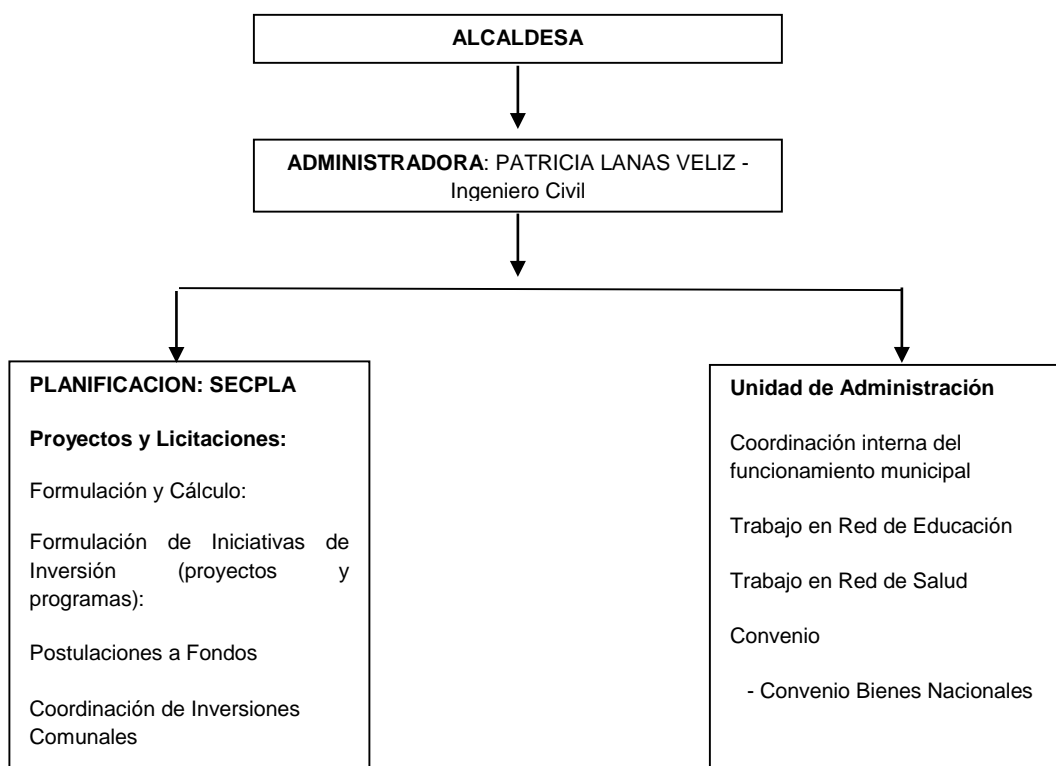 ALCALDESA
ADMINISTRADORA: PATRICIA LANAS VELIZ -
Ingeniero Civil
PLANIFICACION: SECPLA
Proyectos y Licitaciones:
Formulación y Cálculo:
Formulación de Iniciativas de
Inversión (proyectos y
programas):
Postulaciones a Fondos
Coordinación de Inversiones
Comunales
Unidad de Administración
Coordinación interna del
funcionamiento municipal
Trabajo en Red de Educación
Trabajo en Red de Salud
Convenio
- Convenio Bienes Nacionales